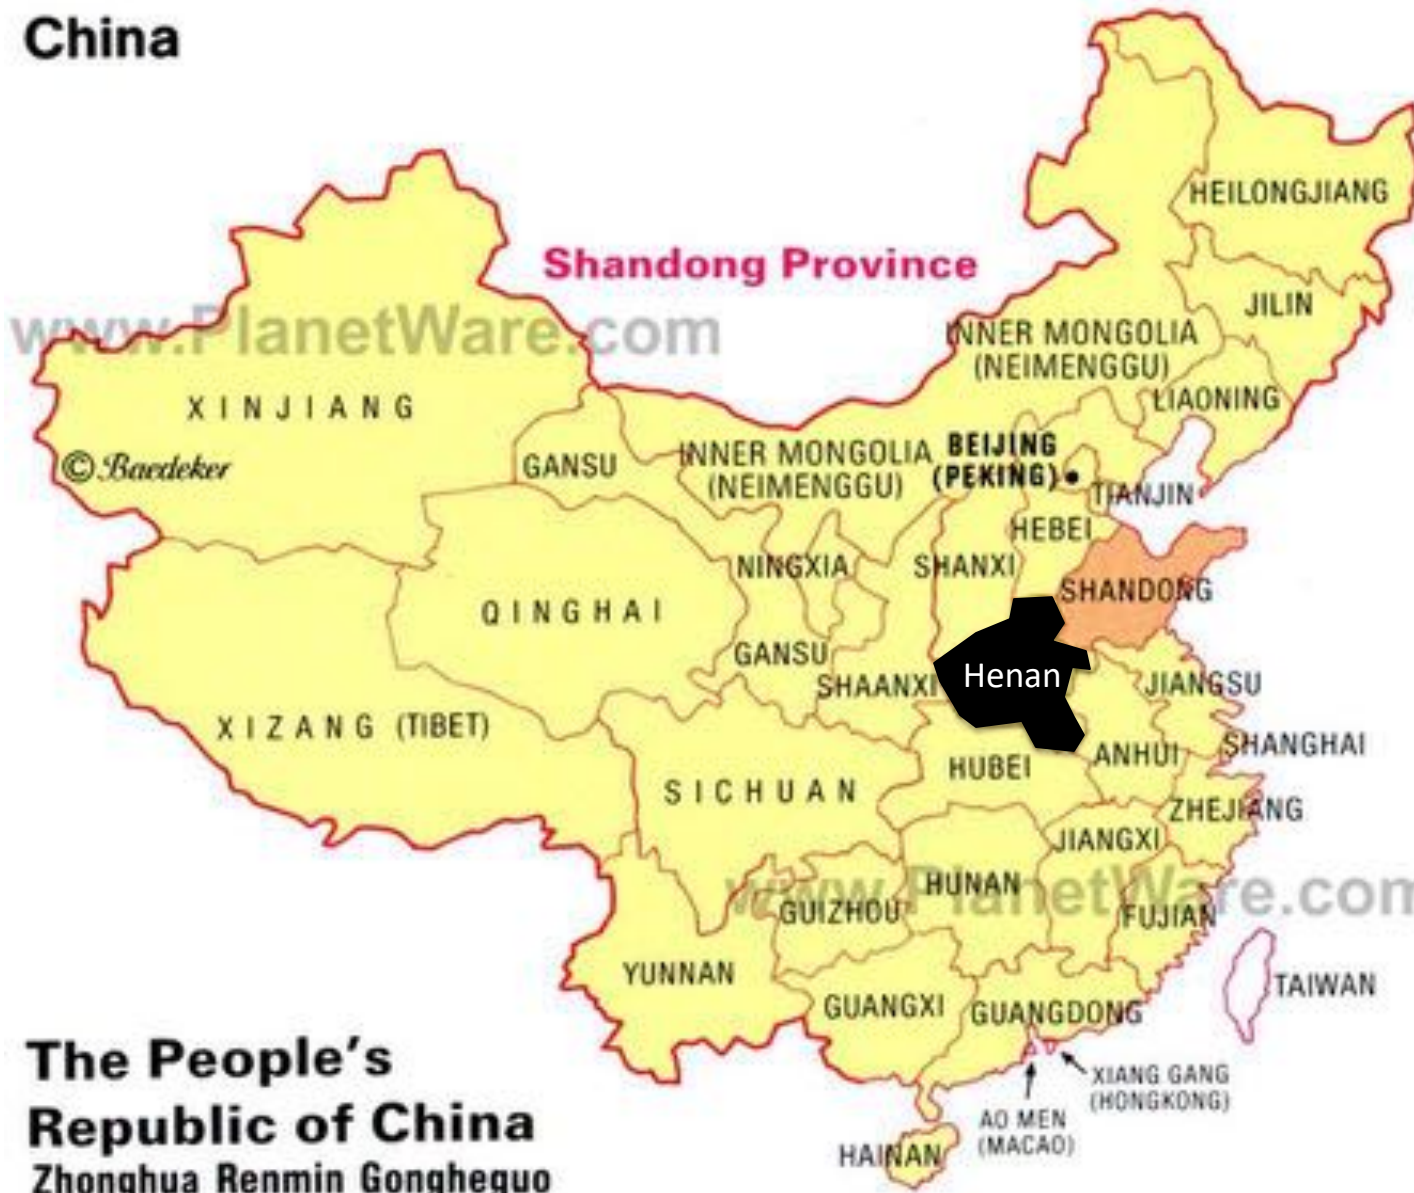 China
HEILONGJIANG
Shandong Province
JILIN
www.PlanetWare.com
INNER MONGOLIA
(NEIMENGGU)
LIAONING
XINJIANG
BEIJING
(PEKING)
INNER MONGOLIA
(NEIMENGGU)
GANSU
© Baedeker
TIANJIN
HEBEI
NINGXIA
SHANXI
SHANDONG
QINGHAI
GANSU
SHAANXI
Henan
JIANGSU
XIZANG (TIBET)
SHANGHAI
HUBEI
ANHUI
SICHUAN
ZHEJIANG
JIANGXI
HUNAN
www.PlanetWare.com
GUIZHOU
FUJIAN
YUNNAN
TAIWAN
GUANGXI
GUANGDONG
The People's
Republic of China
Zhonghua Renmin Gongheguo
XIANG GANG
(HONGKONG)
AO MEN
(MACAO)
HAINAN